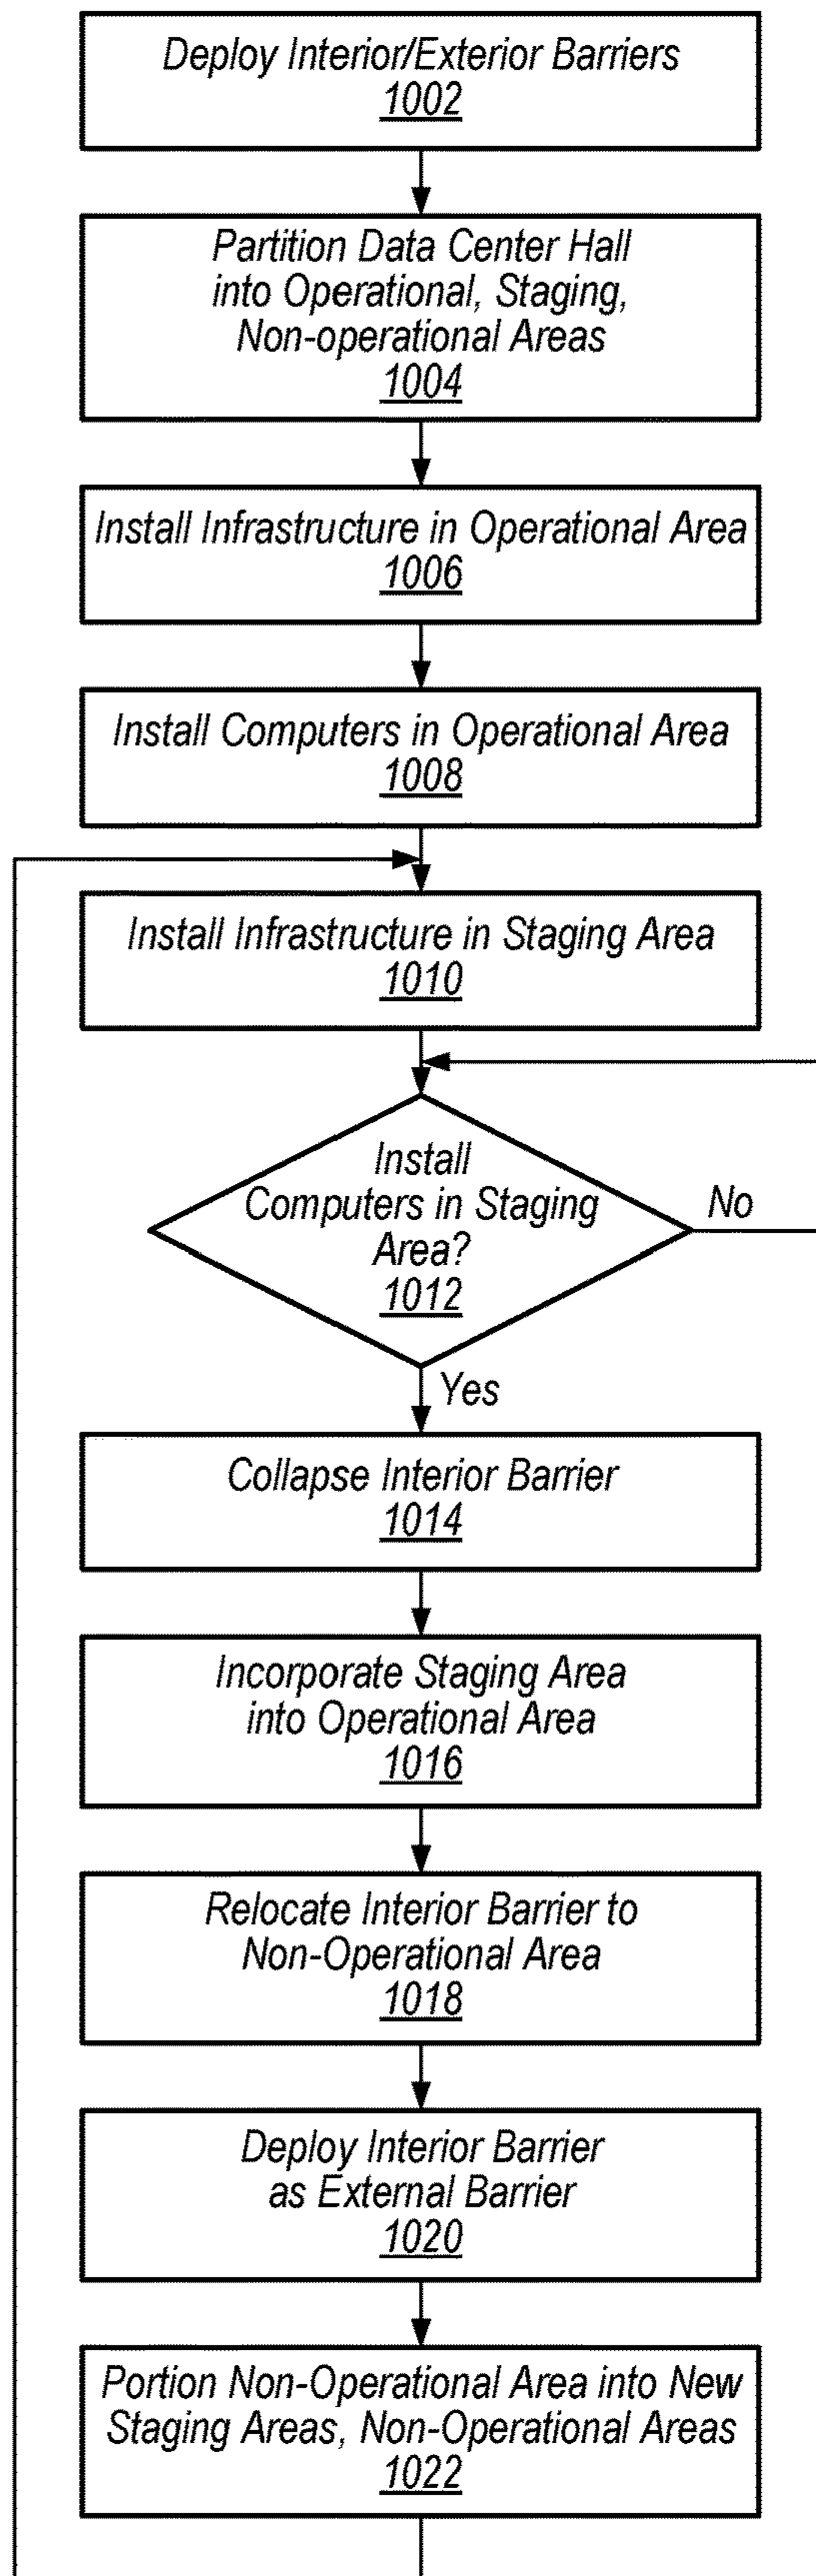 Deploy Interior/Exterior Barriers
1002
Partition Data Center Hall
into Operational, Staging,
Non-operational Areas
1004
Install Infrastructure in Operational Area
1006
Install Computers in Operational Area
1008
Install Infrastructure in Staging Area
1010
Install
Computers in Staging
Area?
1012
No
Yes
Collapse Interior Barrier
1014
Incorporate Staging Area
into Operational Area
1016
Relocate Interior Barrier to
Non-Operational Area
1018
Deploy Interior Barrier
as External Barrier
1020
Portion Non-Operational Area into New
Staging Areas, Non-Operational Areas
1022